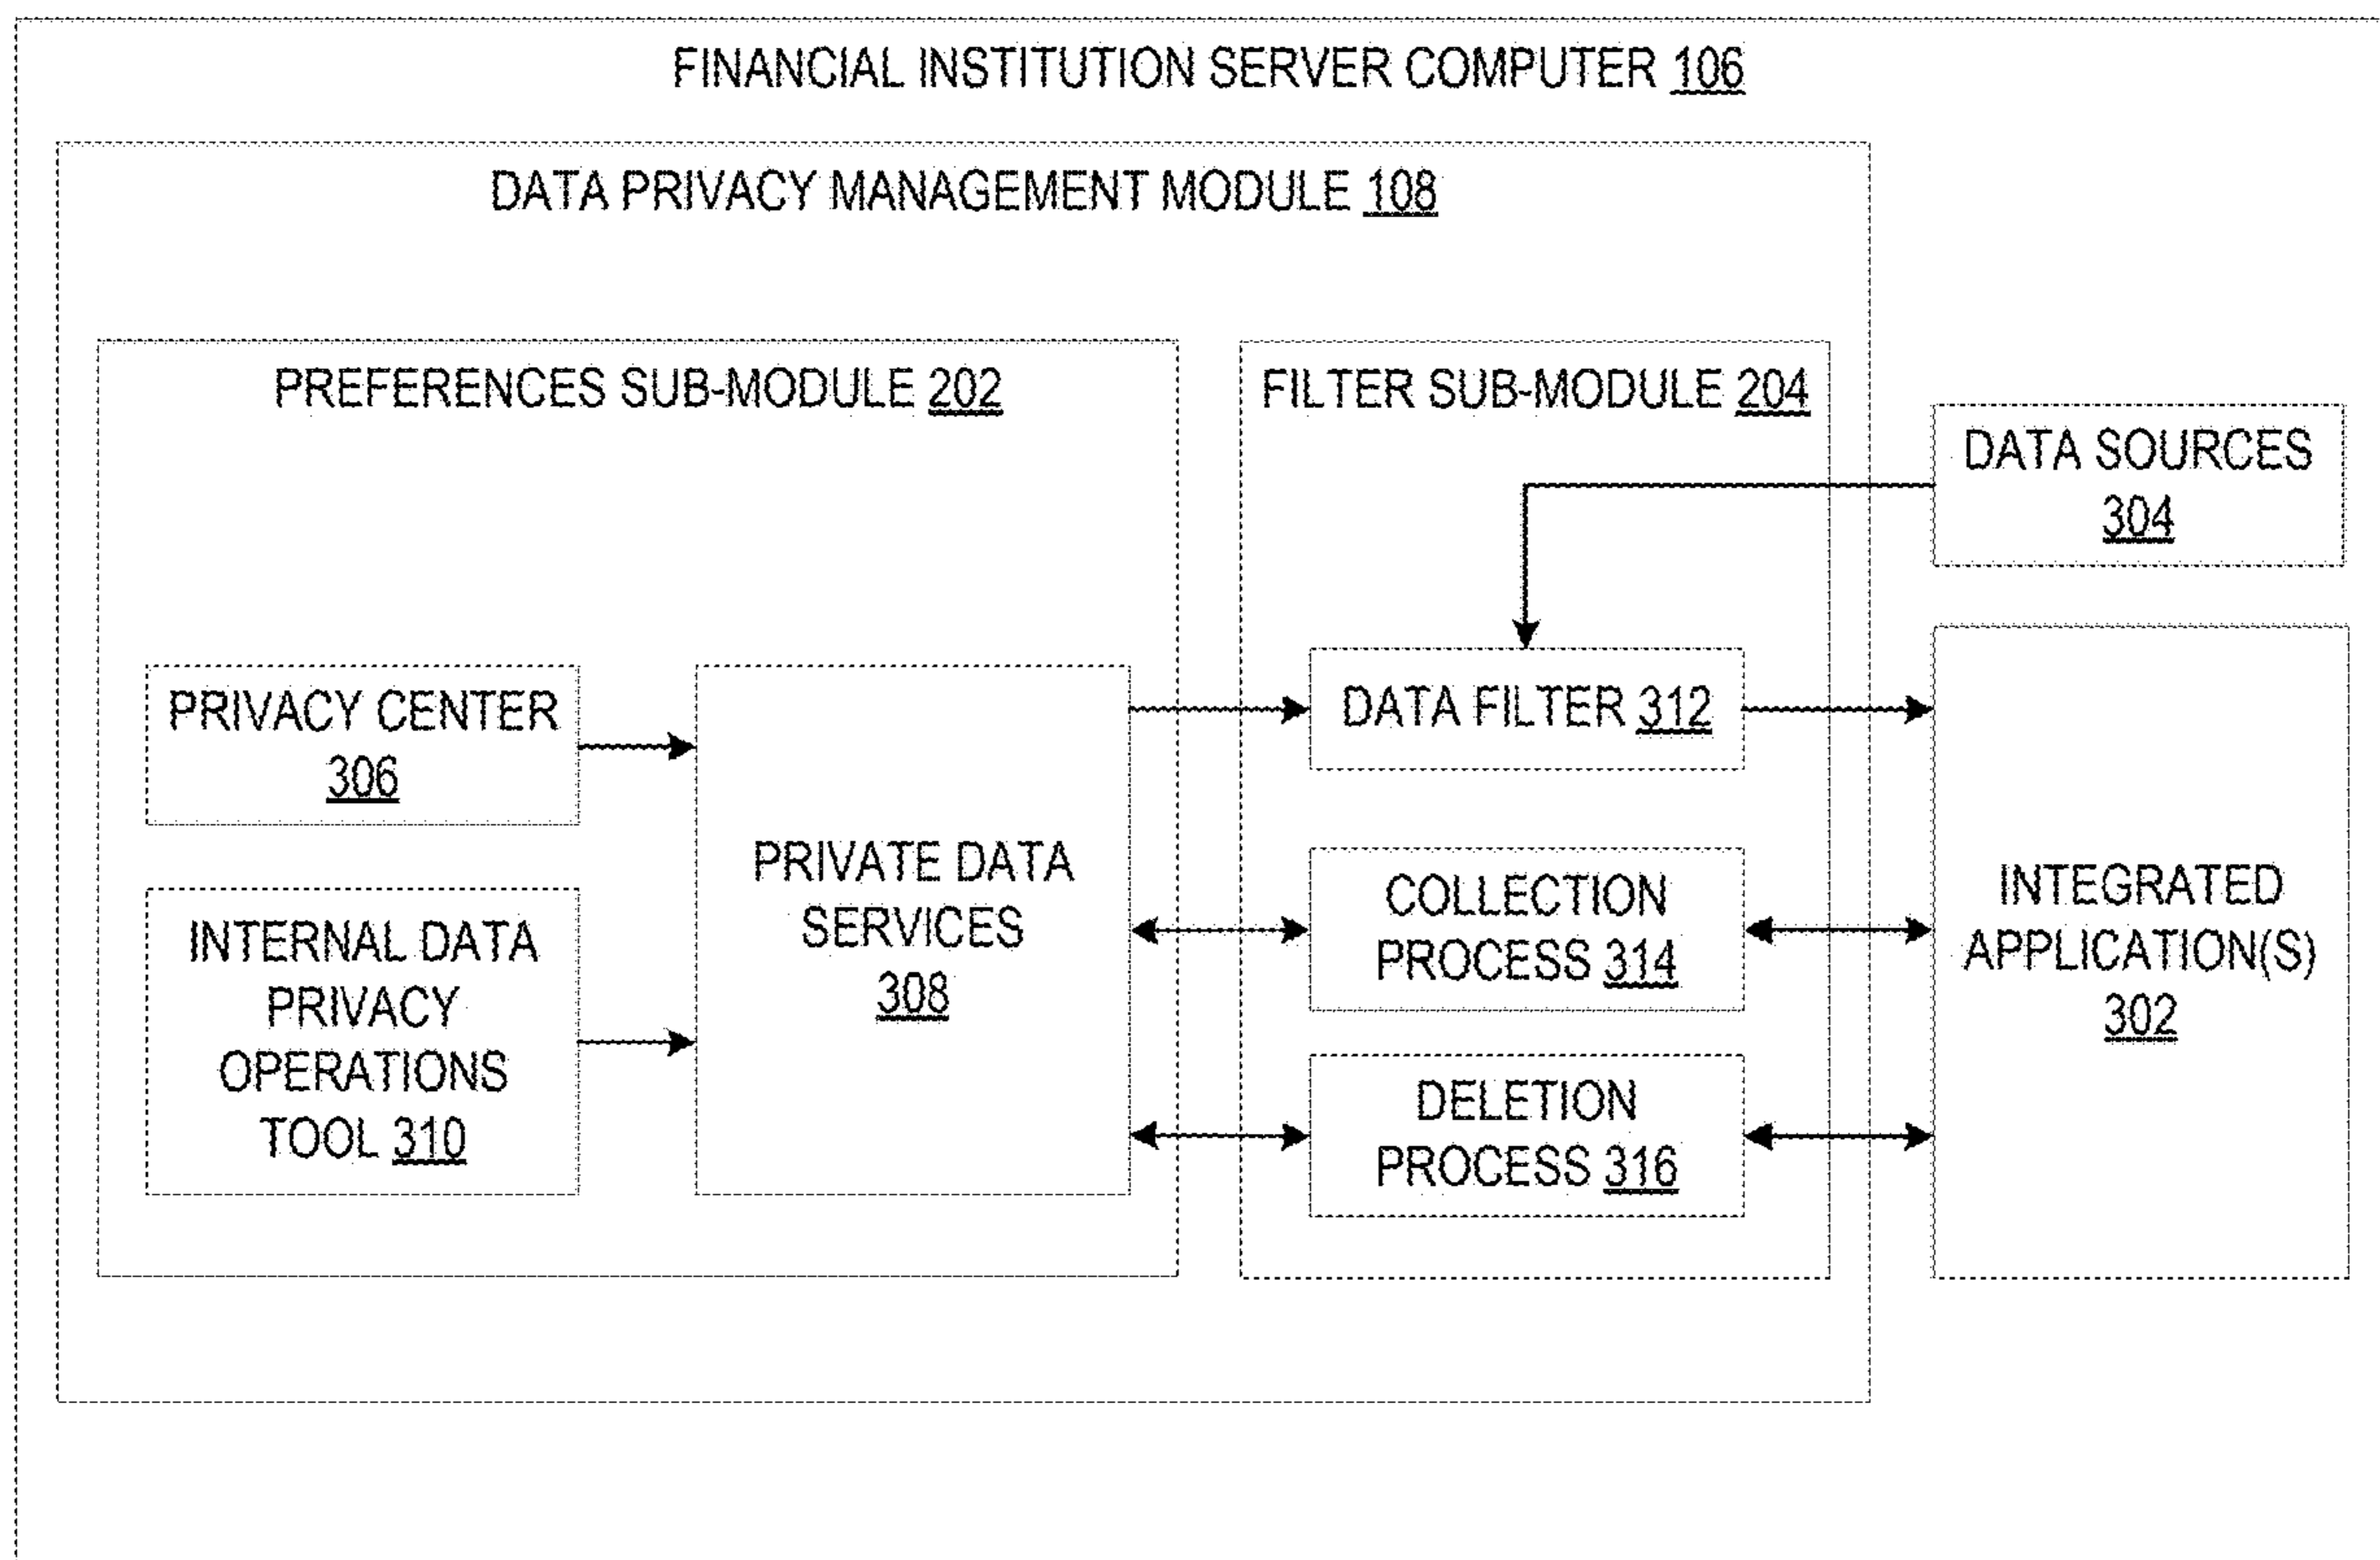 FINANCIAL INSTITUTION SERVER COMPUTER 106
DATA PRIVACY MANAGEMENT MODULE 108
PREFERENCES SUB-MODULE 202
PRIVACY CENTER
306
INTERNAL DATA
PRIVACY
OPERATIONS
TOOL 310
PRIVATE DATA
SERVICES
308
FILTER SUB-MODULE 204
DATA FILTER 312
COLLECTION
PROCESS 314
DELETION
PROCESS 316
DATA SOURCES
304
INTEGRATED
APPLICATION(S)
302